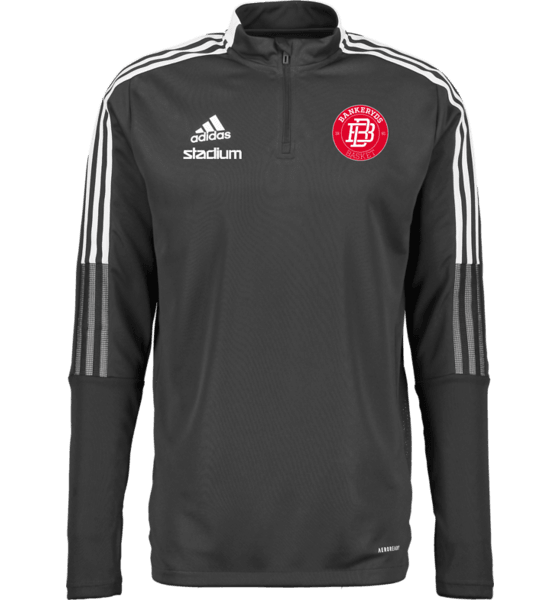 adidas
stadium
BANKERYDS
BB
BASKET
AEROREADY